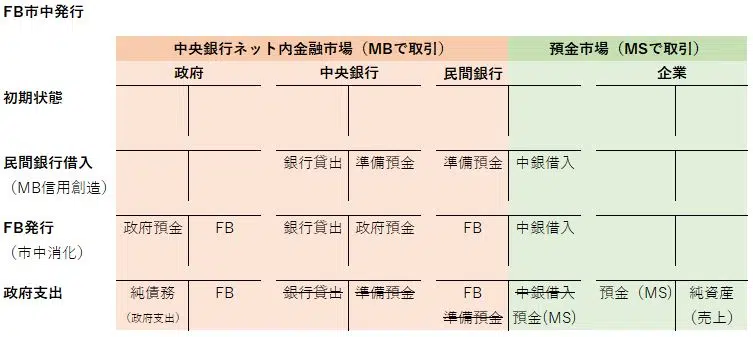 FB市中発行
中央銀行ネット内金融市場（MBで取引） 預金市場（MSで取引）
政府 中央銀行 民間銀行 企業
初期状態
民間銀行借入 銀行貸出 準備預金 準備預金 中銀借入
（MB信用創造）
FB発行 政府預金 FB 銀行貸出 政府預金 FB 中銀借入
（市中消化）
政府支出 純債務 FB 銀行貸出 準備預金 FB 中銀借入 預金（MS） 純資産
（政府支出） 準備預金 預金(MS) （売上）